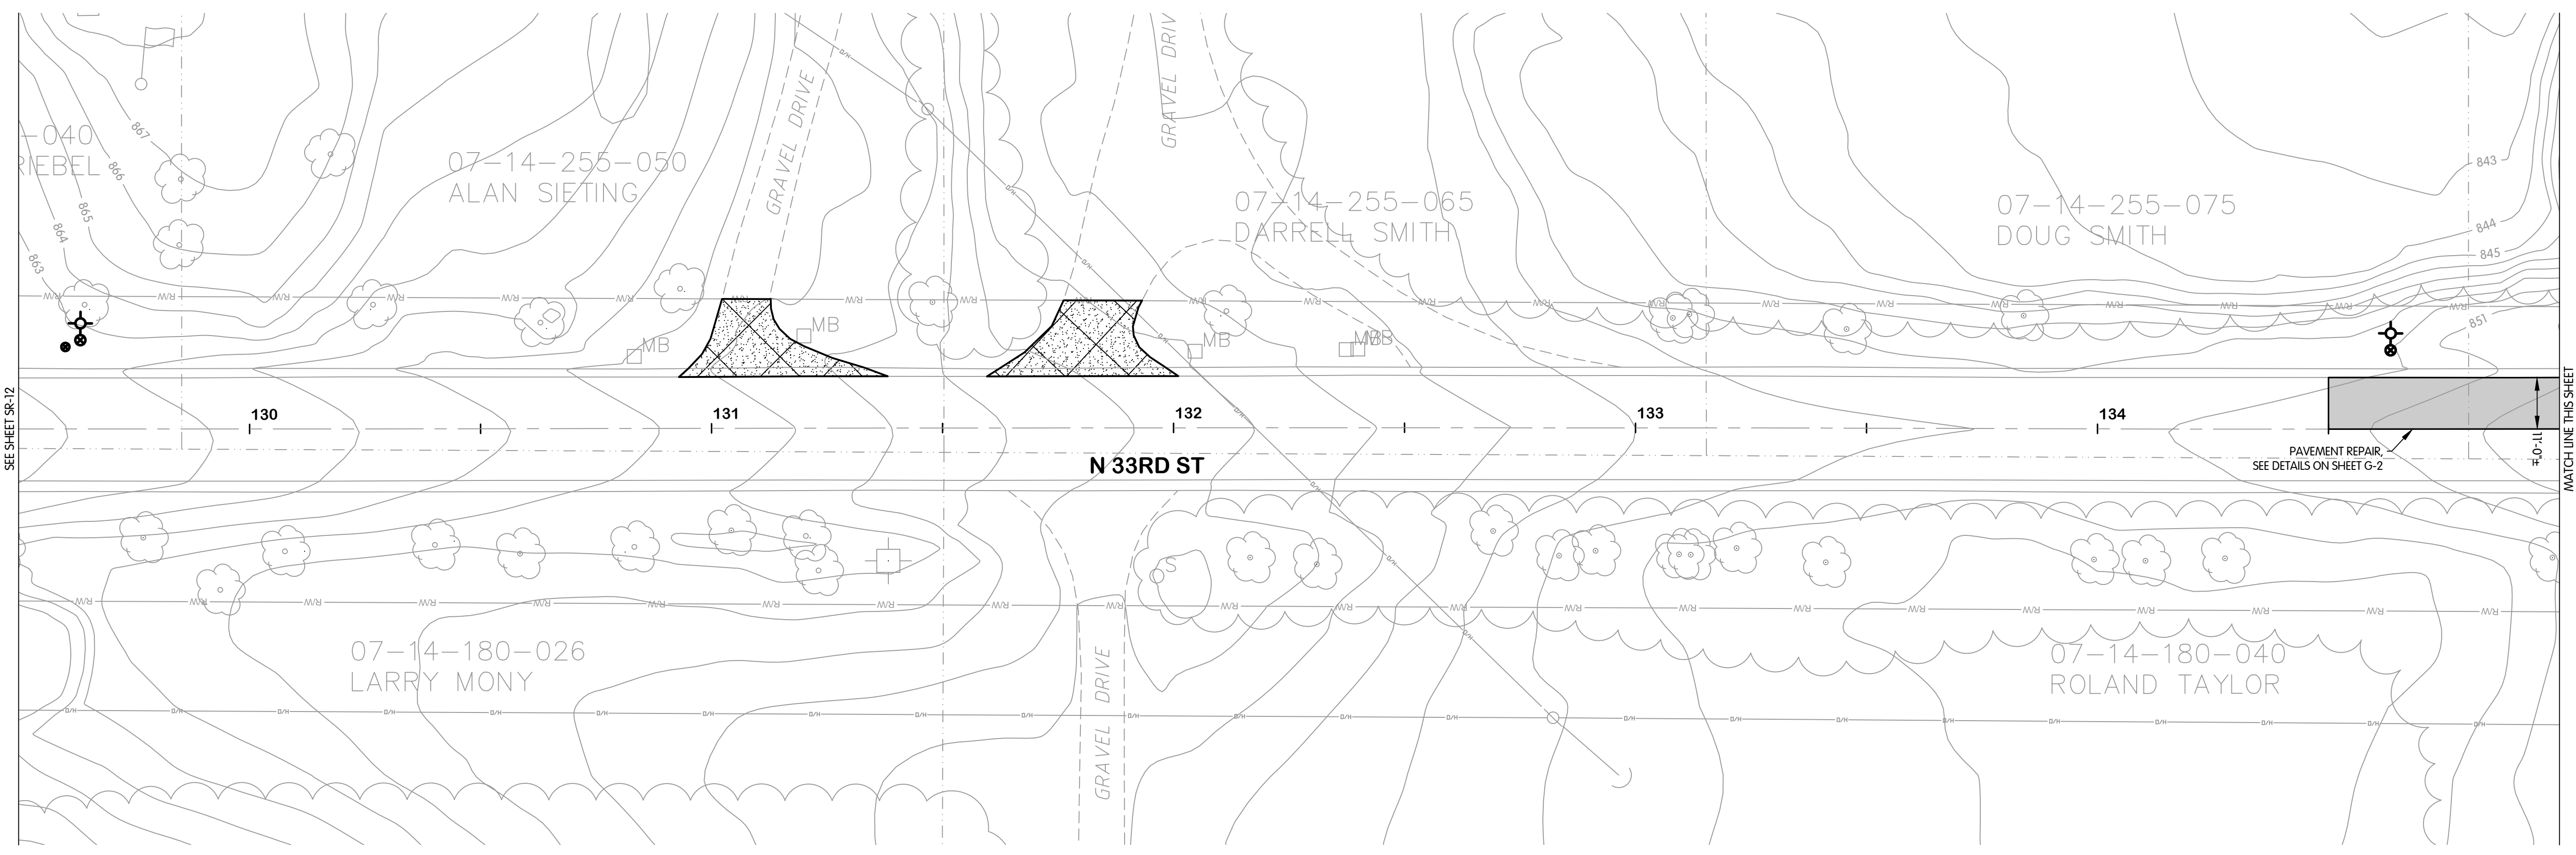 -040
RIEBEL
867
866
865
864
863
07-14-255-050
ALAN SIETING
GRAVEL DRIVE
GRAVEL DRIV
07-14-255-065
DARRELL SMITH
07-14-255-075
DOUG SMITH
843
844
845
851
R/W R/W R/W R/W R/W R/W R/W R/W R/W R/W R/W R/W R/W R/W R/W R/W R/W R/W R/W R/W R/W
MB
MB
MB
MB
MB
SEE SHEET SR-12
130
131
132
133
134
N 33RD ST
PAVEMENT REPAIR,
SEE DETAILS ON SHEET G-2
11'-0"±
MATCH LINE THIS SHEET
S
07-14-180-026
LARRY MONY
GRAVEL DRIVE
07-14-180-040
ROLAND TAYLOR